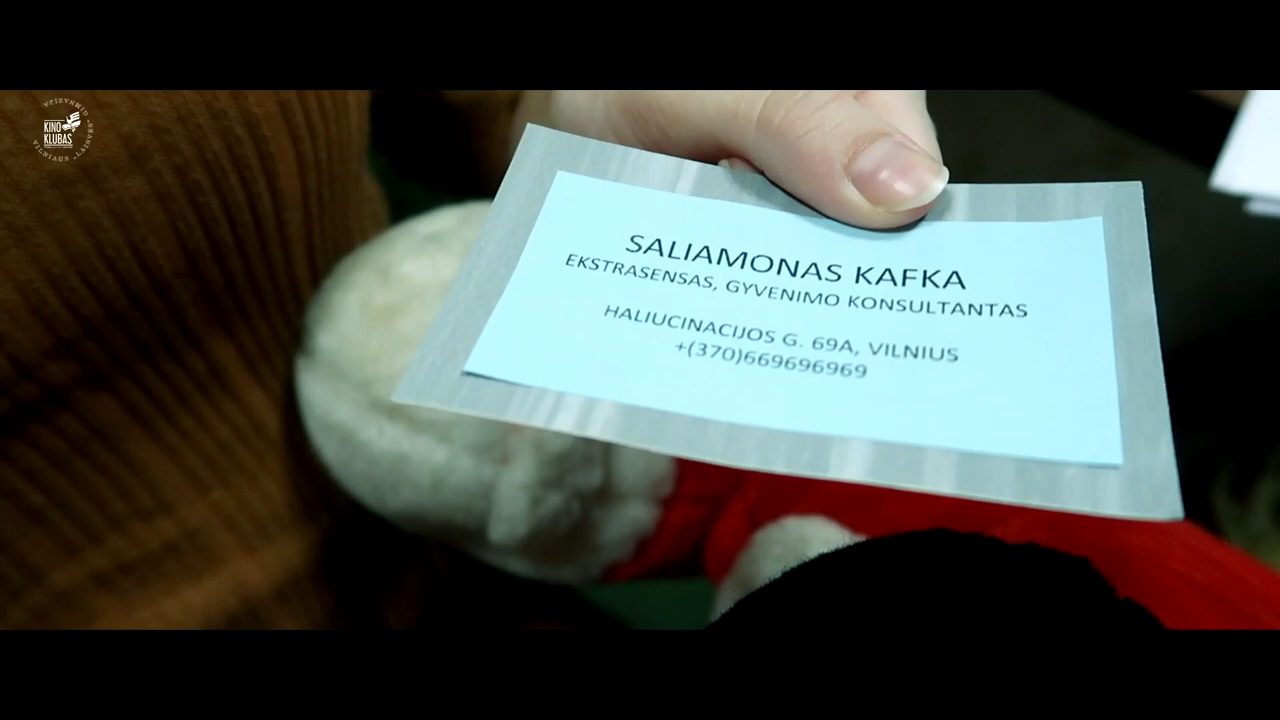 KINO
KLUBAS
SALIAMONAS KAFKA
EKSTRASENSAS, GYVENIMO KONSULTANTAS
HALIUCINACIJOS G. 69A, VILNIUS
+(370)669696969